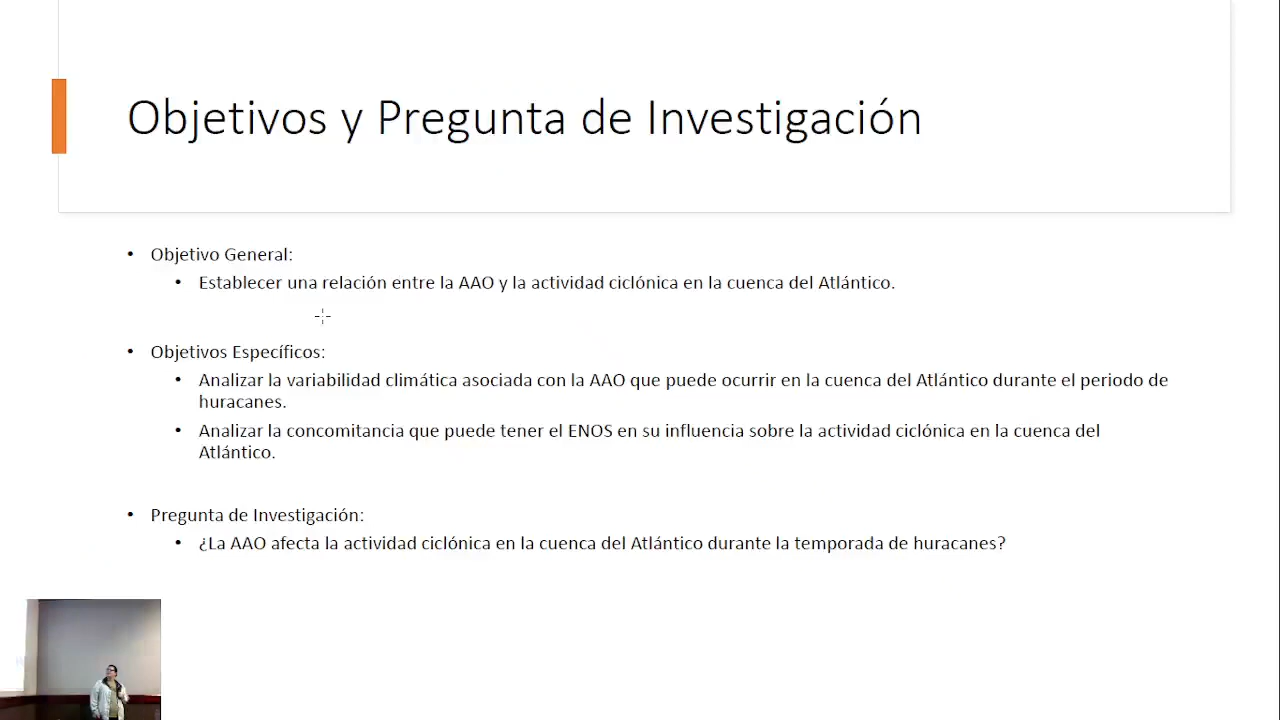 Objetivos y Pregunta de Investigación
• Objetivo General:
• Establecer una relación entre la AAO y la actividad ciclónica en la cuenca del Atlántico.
• Objetivos Específicos:
• Analizar la variabilidad climática asociada con la AAO que puede ocurrir en la cuenca del Atlántico durante el periodo de
huracanes.
• Analizar la concomitancia que puede tener el ENOS en su influencia sobre la actividad ciclónica en la cuenca del
Atlántico.
• Pregunta de Investigación:
• ¿La AAO afecta la actividad ciclónica en la cuenca del Atlántico durante la temporada de huracanes?